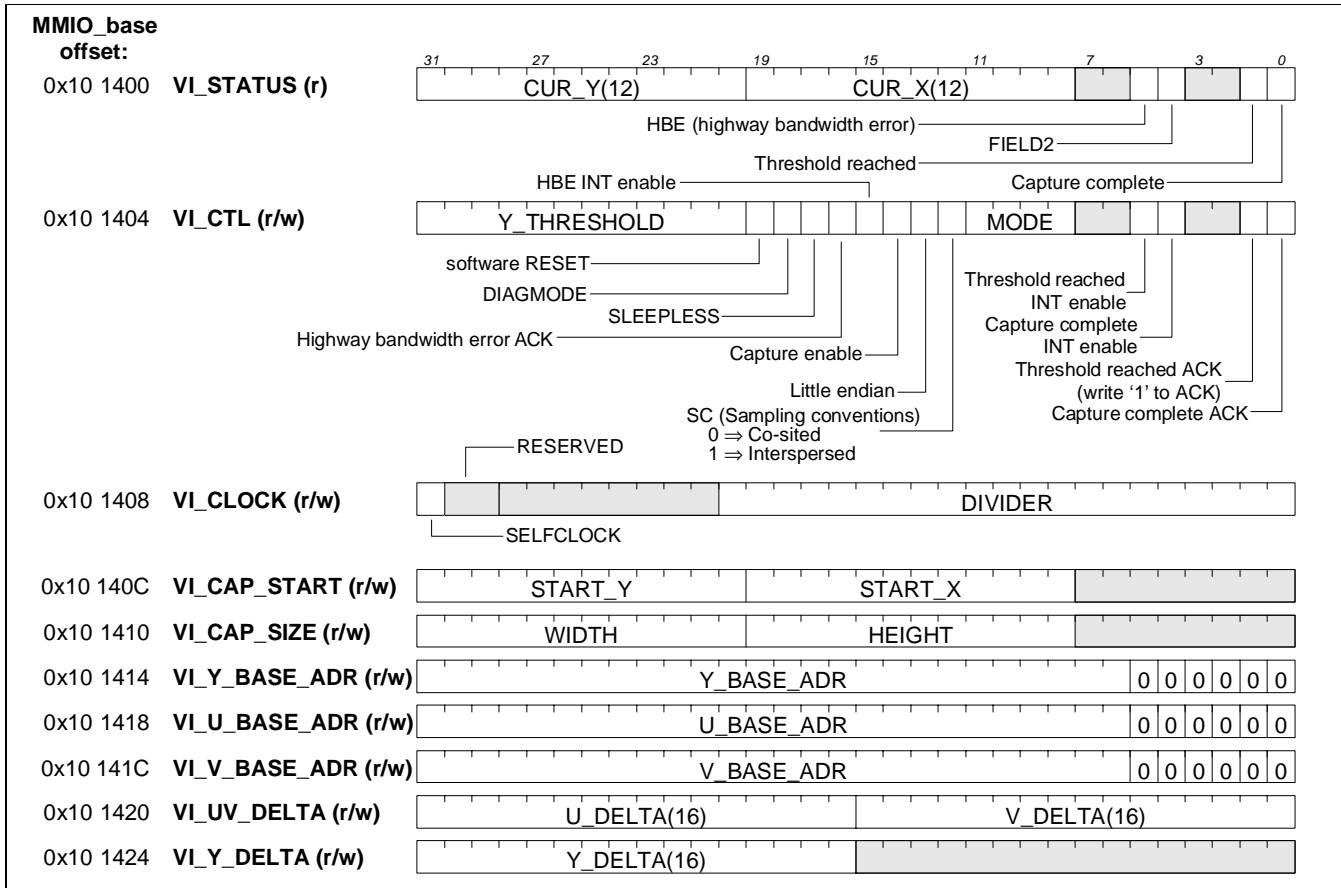 MMIO_base
offset:
31 27 23 19 15 11 7 3 0
0x10 1400 VI_STATUS (r) CUR_Y(12) CUR_X(12)
HBE (highway bandwidth error)
FIELD2
Threshold reached
HBE INT enable Capture complete
0x10 1404 VI_CTL (r/w) Y_THRESHOLD MODE
software RESET
DIAGMODE
SLEEPLESS
Highway bandwidth error ACK
Capture enable
Little endian
SC (Sampling conventions)
0 ⇒ Co-sited
1 ⇒ Interspersed
Threshold reached
INT enable
Capture complete
INT enable
Threshold reached ACK
(write ‘1’ to ACK)
Capture complete ACK
RESERVED
0x10 1408 VI_CLOCK (r/w) DIVIDER
SELFCLOCK
0x10 140C VI_CAP_START (r/w) START_Y START_X
0x10 1410 VI_CAP_SIZE (r/w) WIDTH HEIGHT
0x10 1414 VI_Y_BASE_ADR (r/w) Y_BASE_ADR 0 0 0 0 0 0
0x10 1418 VI_U_BASE_ADR (r/w) U_BASE_ADR 0 0 0 0 0 0
0x10 141C VI_V_BASE_ADR (r/w) V_BASE_ADR 0 0 0 0 0 0
0x10 1420 VI_UV_DELTA (r/w) U_DELTA(16) V_DELTA(16)
0x10 1424 VI_Y_DELTA (r/w) Y_DELTA(16)